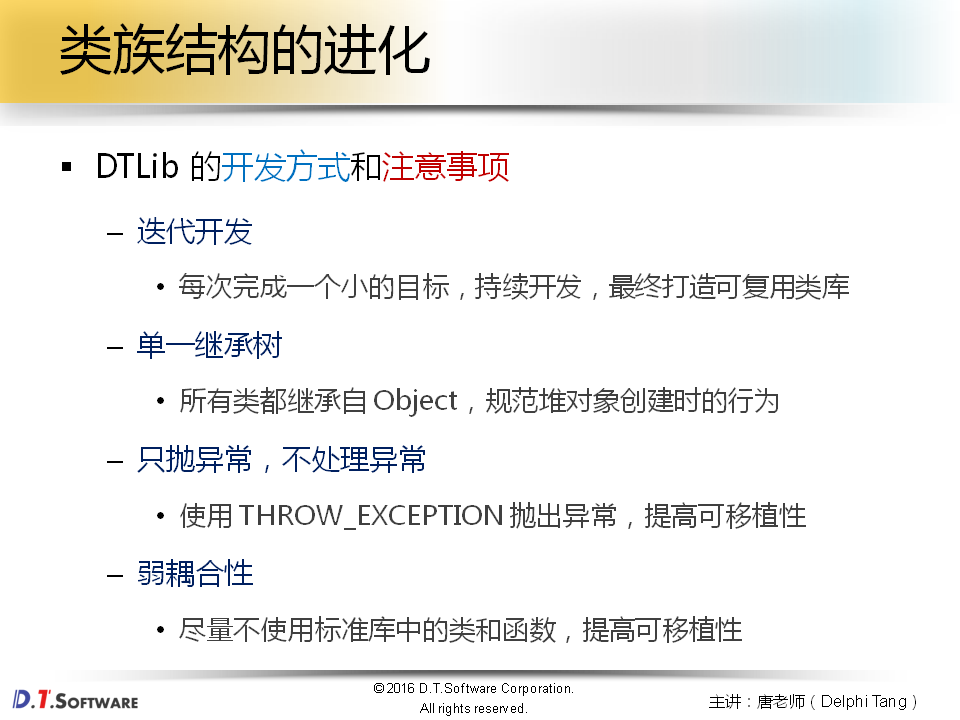 类族结构的进化
▪ DTLib 的开发方式和注意事项
– 迭代开发
• 每次完成一个小的目标，持续开发，最终打造可复用类库
– 单一继承树
• 所有类都继承自 Object，规范堆对象创建时的行为
– 只抛异常，不处理异常
• 使用 THROW_EXCEPTION 抛出异常，提高可移植性
– 弱耦合性
• 尽量不使用标准库中的类和函数，提高可移植性
D.T.SOFTWARE
©2016 D.T.Software Corporation.
All rights reserved.
主讲：唐老师（Delphi Tang）